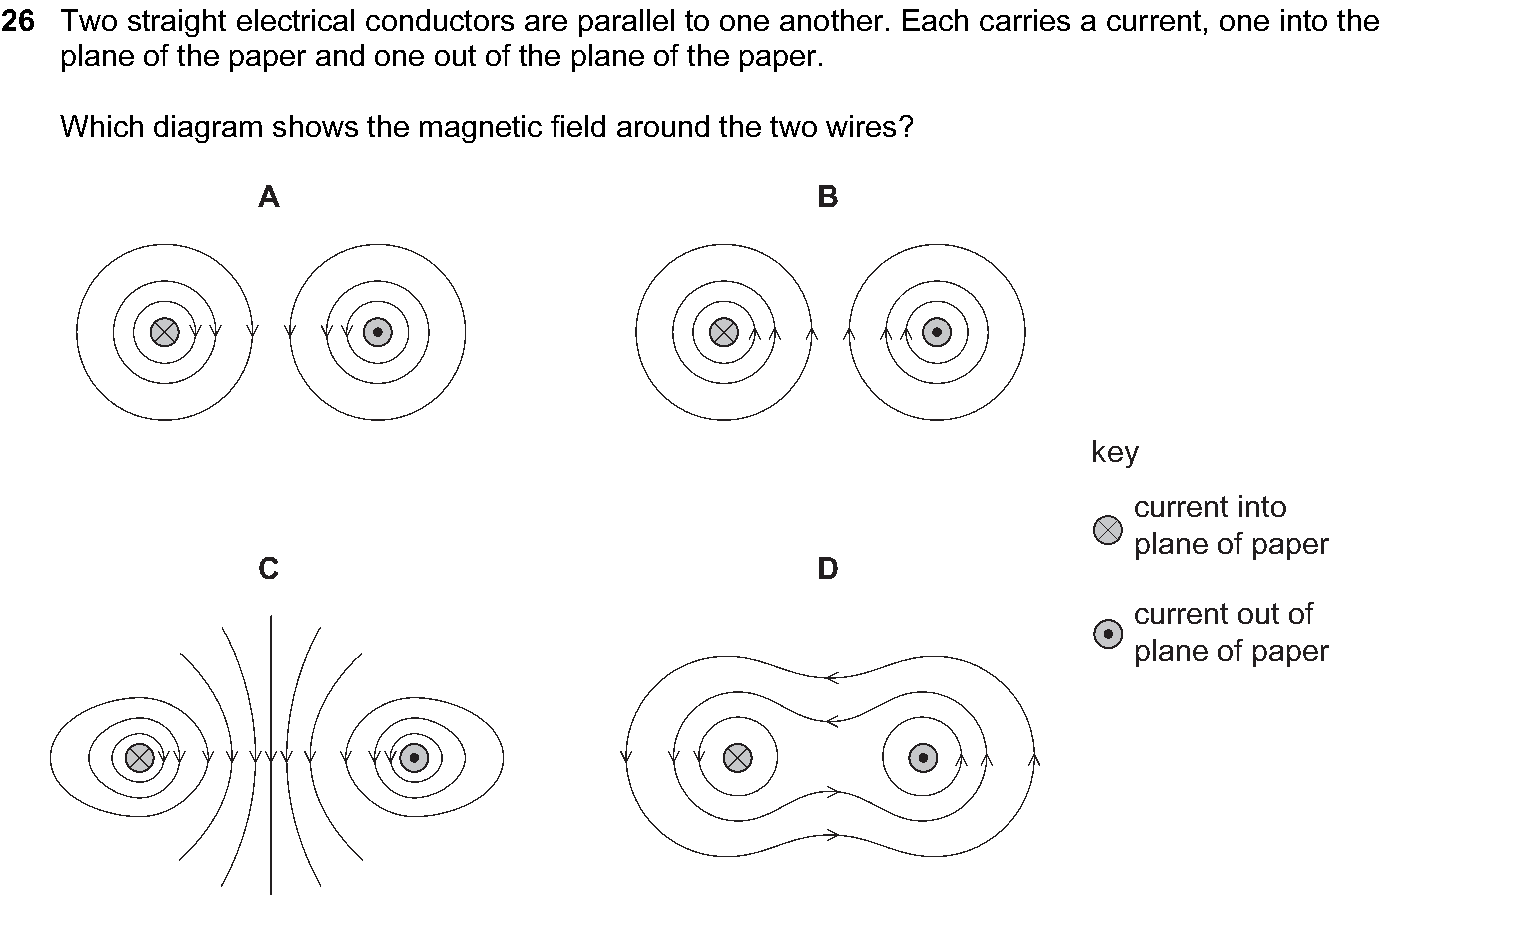 26 Two straight electrical conductors are parallel to one another. Each carries a current, one into the
plane of the paper and one out of the plane of the paper.
Which diagram shows the magnetic field around the two wires?
A
B
key
current into
plane of paper
C
D
current out of
plane of paper